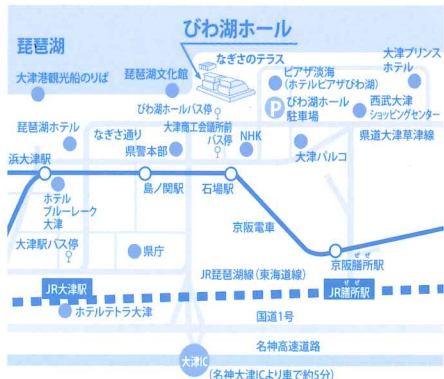 びわ湖ホール
琵琶湖
なぎさのテラス
大津プリンス
ホテル
大津港観光船のりば
琵琶湖文化館
ピアザ淡海
(ホテルピアザびわ湖)
びわ湖ホールバス停
P
びわ湖ホール
駐車場
西武大津
ショッピングセンター
琵琶湖ホテル
なぎさ通り
大津商工会議所前
バス停
NHK
県道大津草津線
県警本部
大津パルコ
浜大津駅
島ノ関駅
石場駅
ホテル
ブルーレーク
大津
京阪電車
大津駅バス停
県庁
ぜぜ
京阪膳所駅
JR琵琶湖線(東海道線)
JR大津駅
ぜぜ
JR膳所駅
ホテルテトラ大津
国道1号
名神高速道路
大津IC
(名神大津ICより車で約5分)